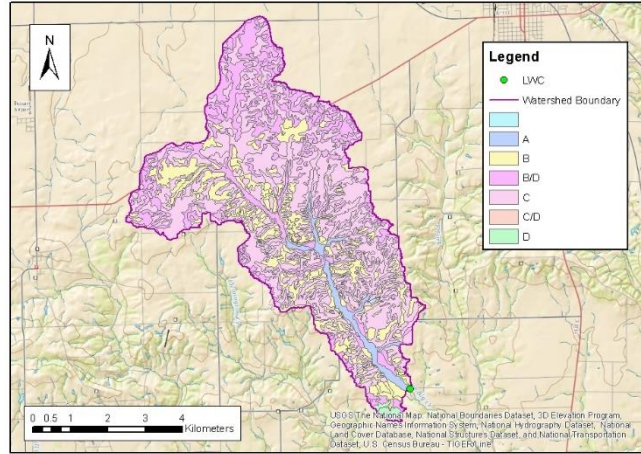 N
Legend
LWC
Watershed Boundary
A
B
B/D
C
C/D
D
0 0.5 1 2 3 4
Kilometers
USGS The National Map: National Boundaries Dataset, 3D Elevation Program,
Geographic Names Information System, National Hydrography Dataset, National
Land Cover Database, National Structures Dataset, and National Transportation
Dataset; U.S. Census Bureau - TIGER/Line